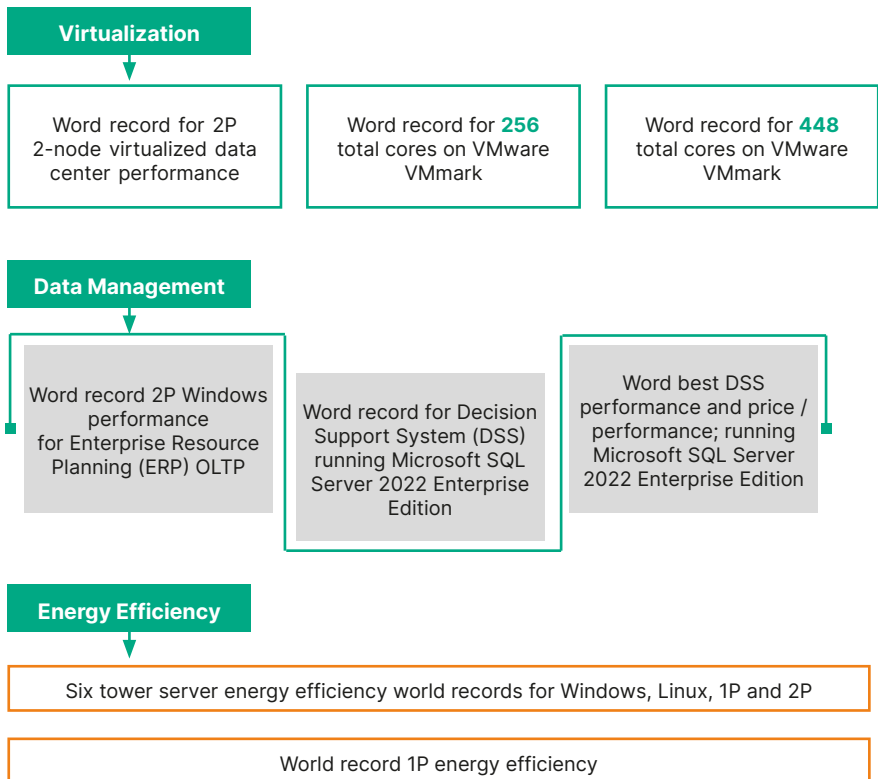 Virtualization
Word record for 2P
2-node virtualized data
center performance
Word record for 256
total cores on VMware
VMmark
Word record for 448
total cores on VMware
VMmark
Data Management
Word record 2P Windows
performance
for Enterprise Resource
Planning (ERP) OLTP
Word record for Decision
Support System (DSS)
running Microsoft SQL
Server 2022 Enterprise
Edition
Word best DSS
performance and price /
performance; running
Microsoft SQL Server
2022 Enterprise Edition
Energy Efficiency
Six tower server energy efficiency world records for Windows, Linux, 1P and 2P
World record 1P energy efficiency